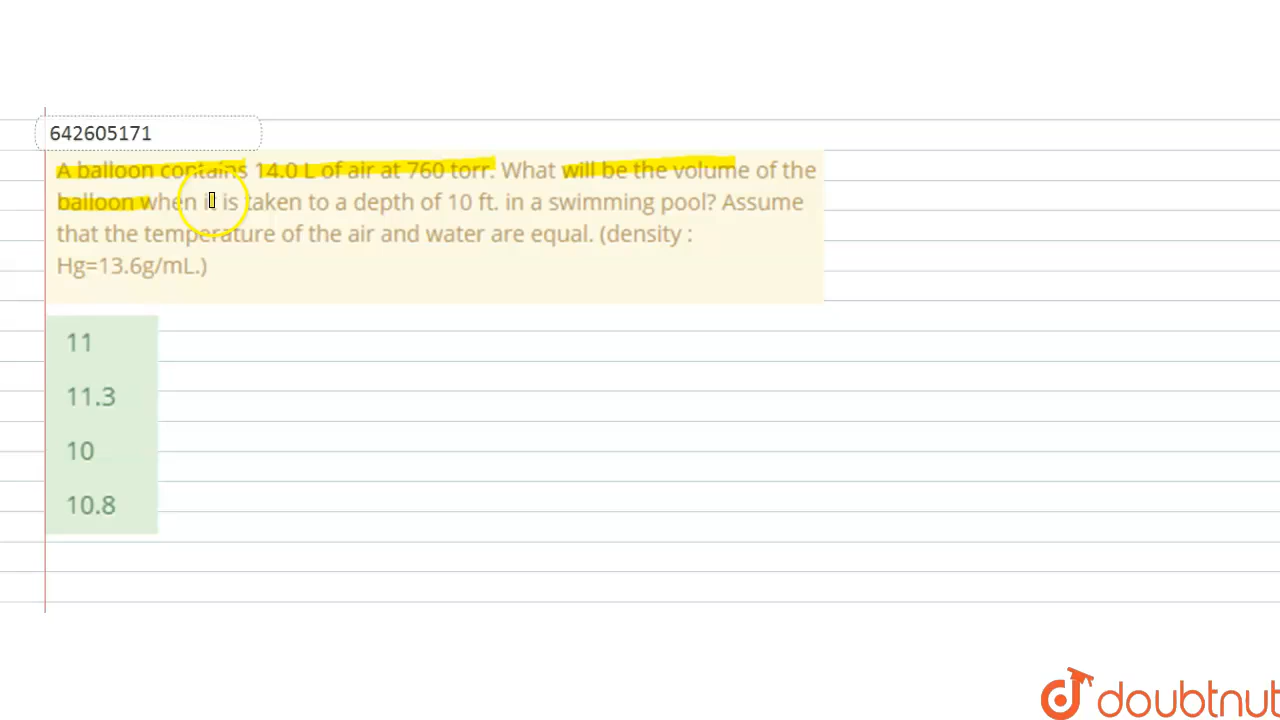 642605171
A balloon contains 14.0 L of air at 760 torr. What will be the volume of the
balloon when it is taken to a depth of 10 ft. in a swimming pool? Assume
that the temperature of the air and water are equal. (density :
Hg=13.6g/mL.)
11
11.3
10
10.8
doubtnut